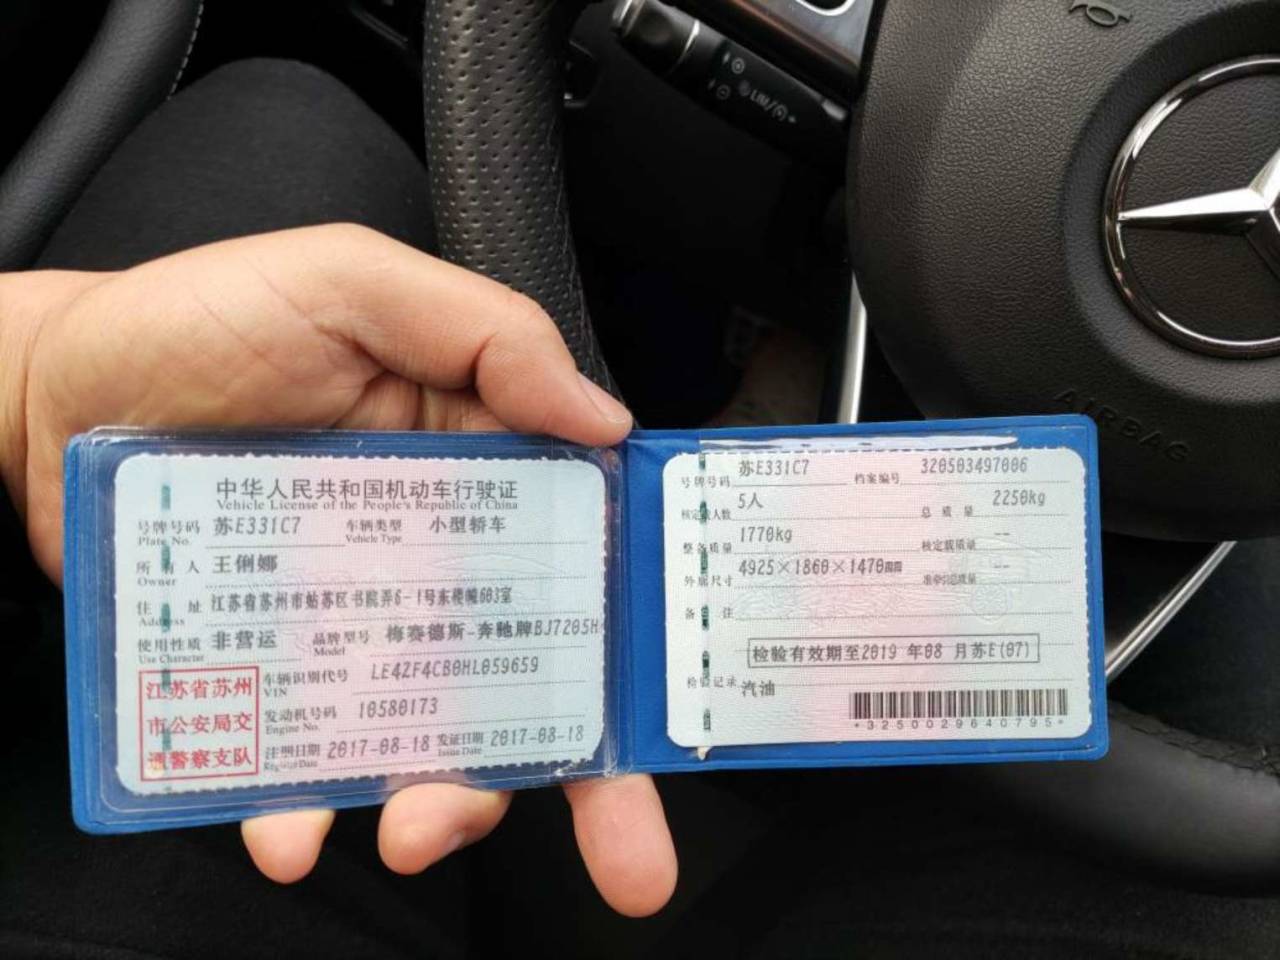 LIM/
AIRBAG
中华人民共和国机动车行驶证
Vehicle License of the People's Republic of China
号牌号码 苏E331C7 车辆类型 小型轿车
Plate No. Vehicle Type
所有人 王俐娜
Owner
住址 江苏省苏州市姑苏区书院弄6-1号东楼幢603室
Address
使用性质 非营运 品牌型号 梅赛德斯-奔驰牌BJ7205H
Use Character Model
江苏省苏州
市公安局交
通警察支队
车辆识别代号 LE4ZF4CB0HL059659
VIN
发动机号码 10580173
Engine No.
注册日期 2017-08-18 发证日期 2017-08-18
Register Date Issue Date
号牌号码 苏E331C7 档案编号 320503497006
核定载人数 5人 总质量 2250kg
整备质量 1770kg 核定载质量 --
外廓尺寸 4925×1860×1470mm 准牵引总质量 --
备注
检验有效期至2019 年08 月苏E(07)
检验记录 汽油
*3250029640795*